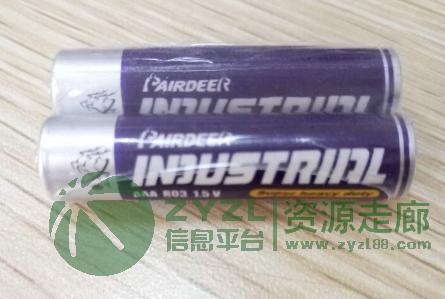 PAIRDEER
INDUSTRIAL
PAIRDEER
INDUSTRIAL
AAA R03 1.5V
Super heavy duty
ZYZL 资源走廊
信息平台 www.zyzl88.com